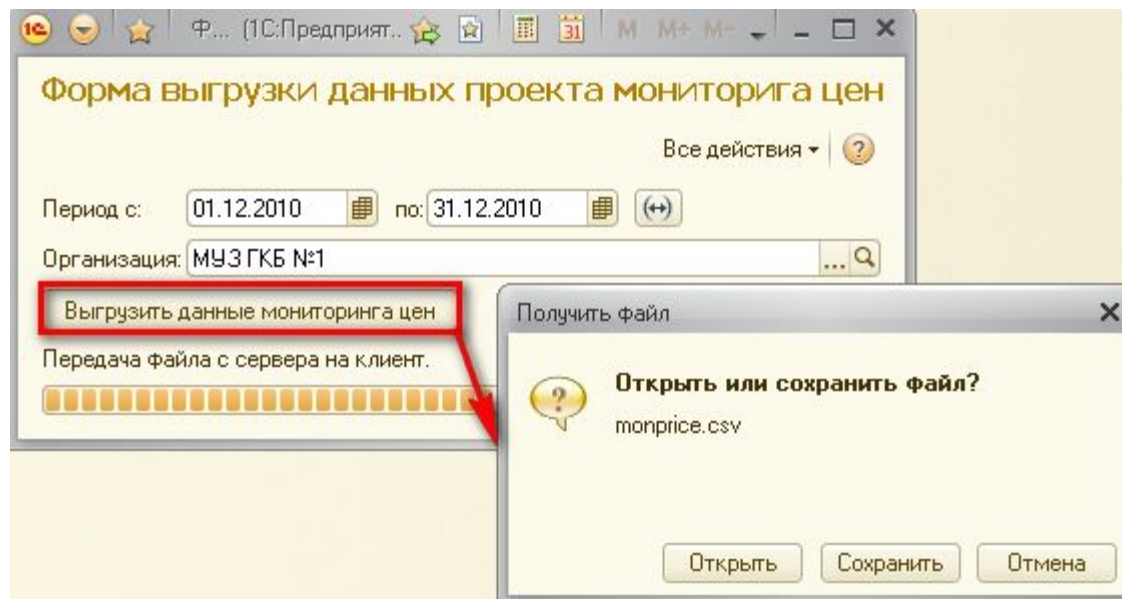 Ф... (1С:Предприят.. 31 M M+ M-
Форма выгрузки данных проекта мониторига цен
Все действия ?
Период с: 01.12.2010 по: 31.12.2010
Организация: МУЗ ГКБ №1 ...
Выгрузить данные мониторинга цен
Передача файла с сервера на клиент.
Получить файл
Открыть или сохранить файл?
monprice.csv
Открыть Сохранить Отмена